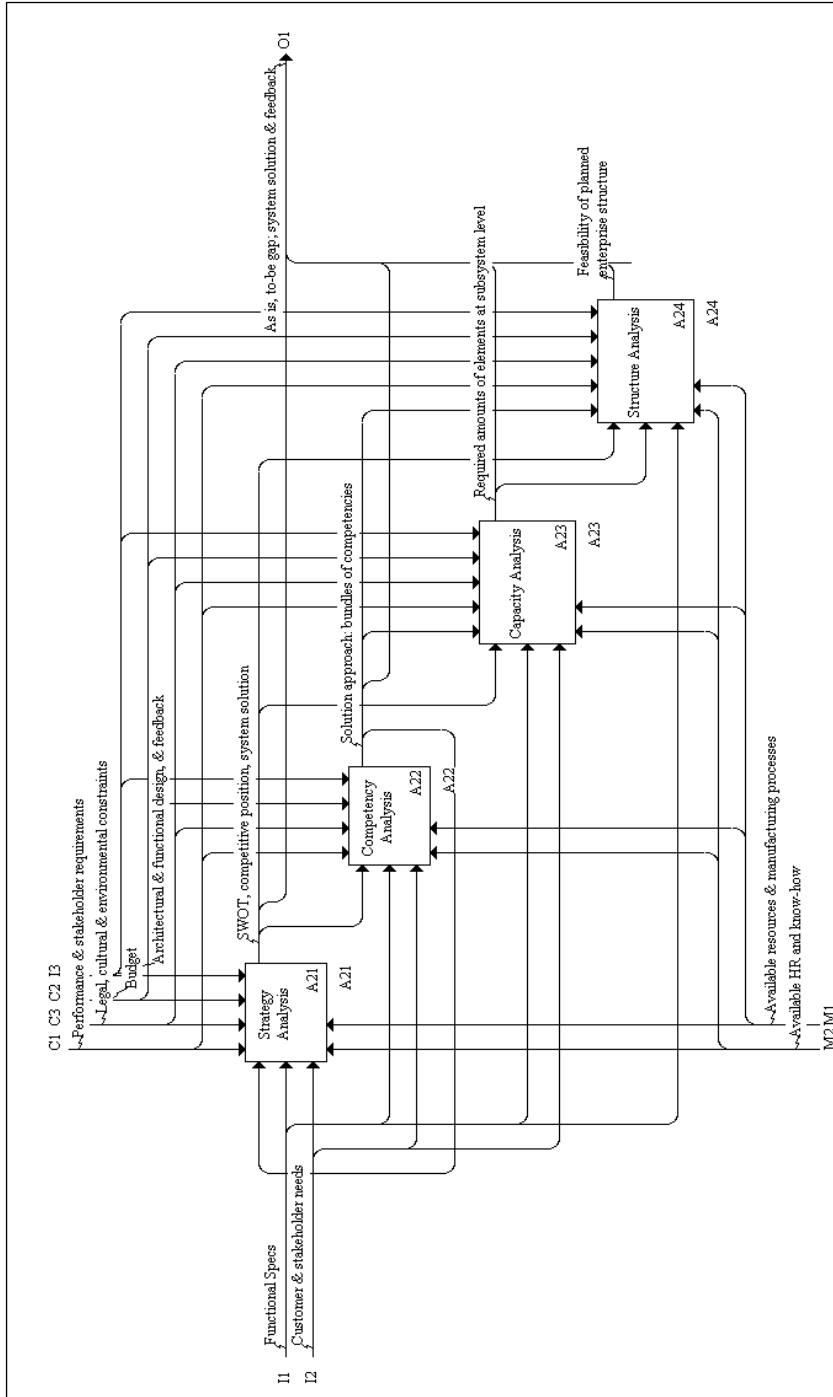 C1 C3 C2 I3
Performance & stakeholder requirements
Legal, cultural & environmental constraints
Budget
Architectural & functional design, & feedback
As is, to-be gap; system solution & feedback
O1
SWOT, competitive position, system solution
Strategy
Analysis
A21
A21
Solution approach: bundles of competencies
Competency
Analysis
A22
A22
Required amounts of elements at subsystem level
Capacity Analysis
A23
A23
Feasibility of planned
enterprise structure
Structure Analysis
A24
A24
I1
Functional Specs
I2
Customer & stakeholder needs
Available resources & manufacturing processes
Available HR and know-how
M2 M1